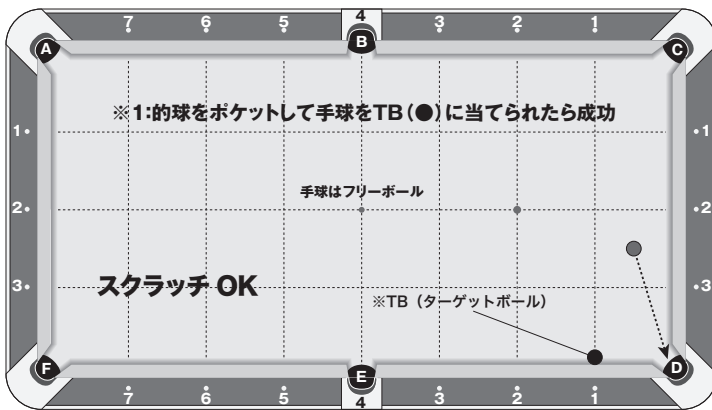 7 6 5 4 3 2 1
A B C
※1:的球をポケットして手球をTB(●)に当てられたら成功
1 1
手球はフリーボール
2 2
スクラッチ OK
3 3
※TB(ターゲットボール)
F E D
7 6 5 4 3 2 1